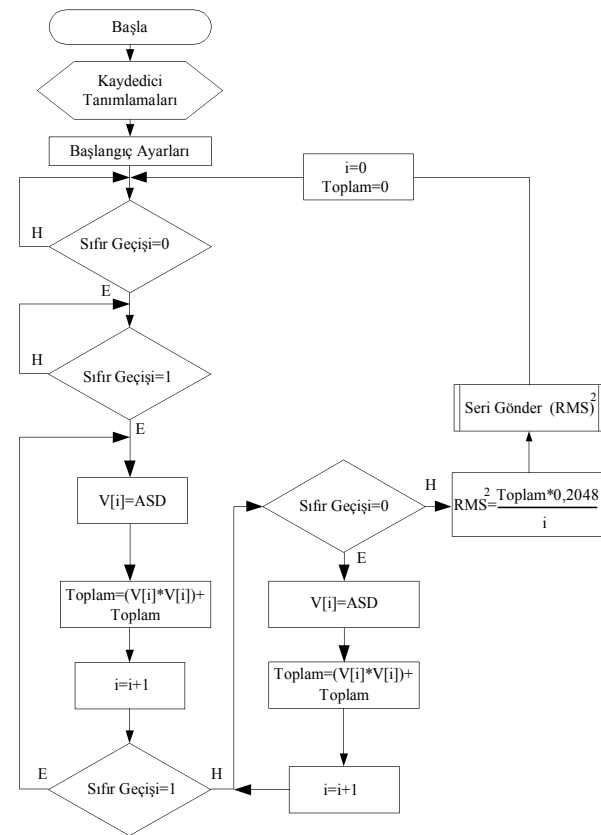 Başla
Kaydedici
Tanımlamaları
Başlangıç Ayarları
i=0
Toplam=0
H
Sıfır Geçişi=0
E
H
Sıfır Geçişi=1
E
Seri Gönder (RMS)²
V[i]=ASD
Sıfır Geçişi=0
H
RMS²=Toplam*0,2048
i
E
Toplam=(V[i]*V[i])+
Toplam
V[i]=ASD
i=i+1
Toplam=(V[i]*V[i])+
Toplam
E
Sıfır Geçişi=1
H
i=i+1